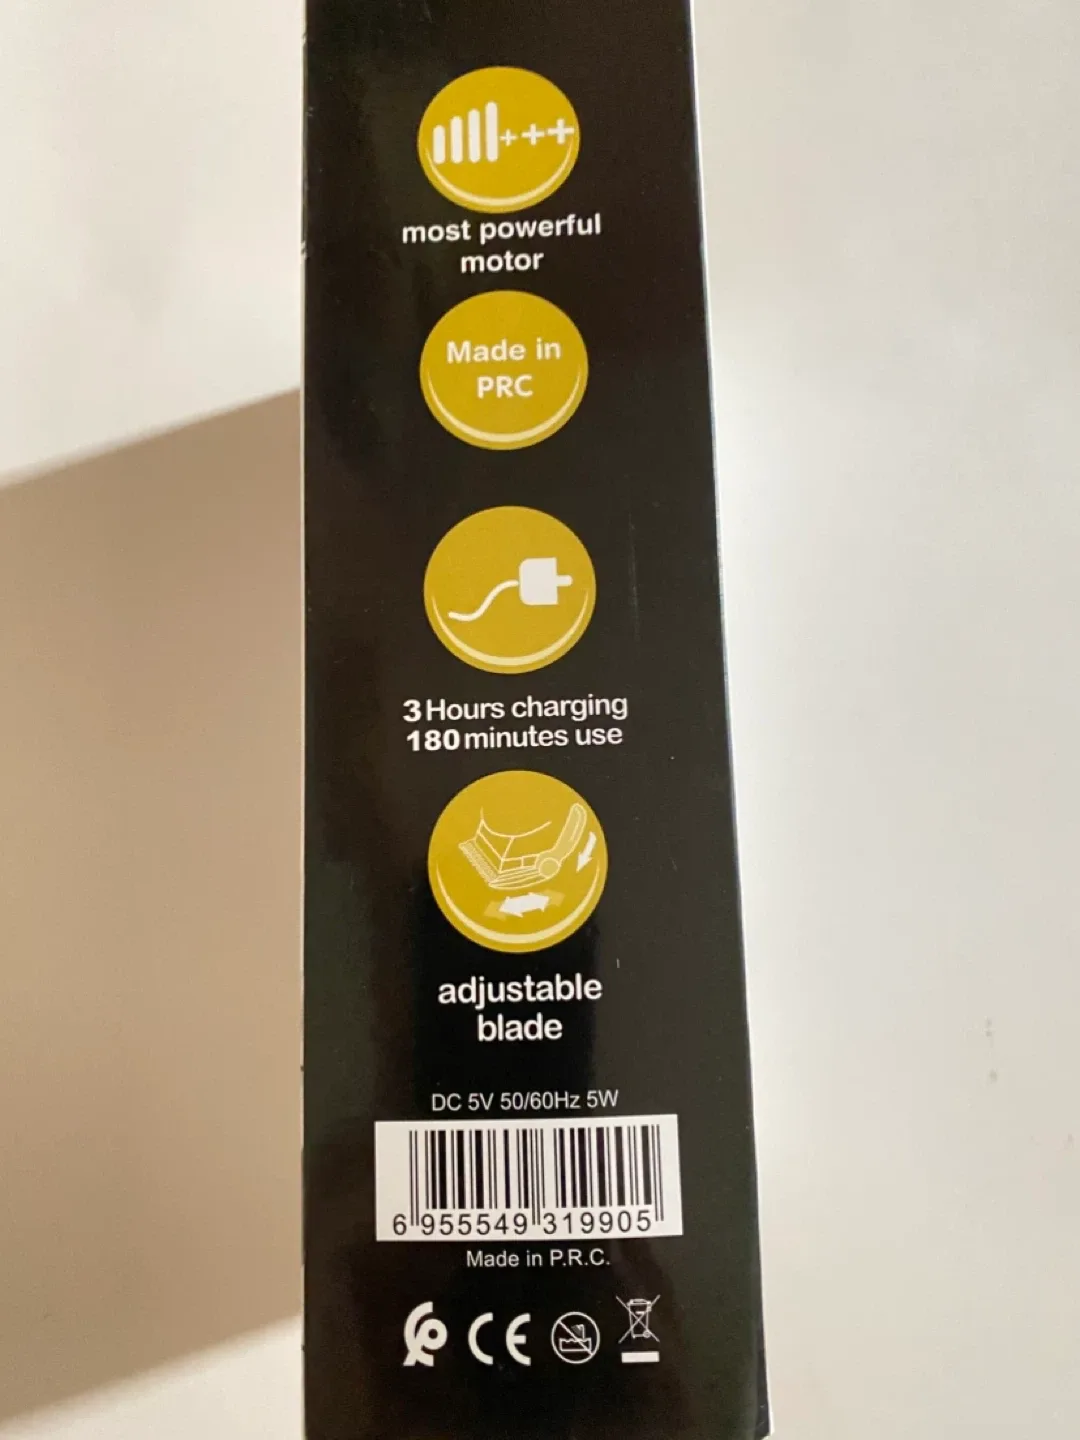 +++
most powerful
motor
Made in
PRC
3 Hours charging
180 minutes use
adjustable
blade
DC 5V 50/60Hz 5W
6 955549 319905
Made in P.R.C.
CE